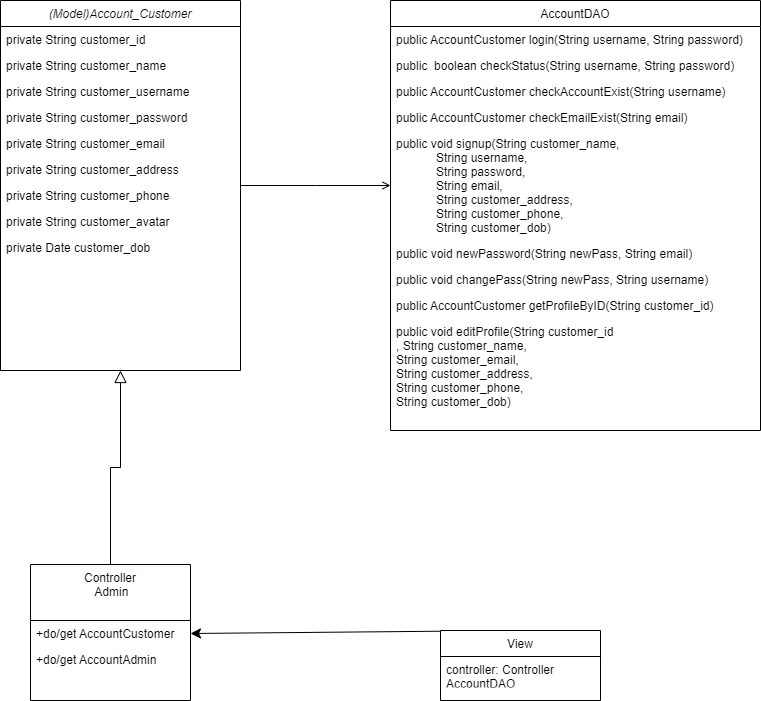 (Model)Account_Customer
private String customer_id
private String customer_name
private String customer_username
private String customer_password
private String customer_email
private String customer_address
private String customer_phone
private String customer_avatar
private Date customer_dob
AccountDAO
public AccountCustomer login(String username, String password)
public  boolean checkStatus(String username, String password)
public AccountCustomer checkAccountExist(String username)
public AccountCustomer checkEmailExist(String email)
public void signup(String customer_name,
String username,
String password,
String email,
String customer_address,
String customer_phone,
String customer_dob)
public void newPassword(String newPass, String email)
public void changePass(String newPass, String username)
public AccountCustomer getProfileByID(String customer_id)
public void editProfile(String customer_id
, String customer_name,
String customer_email,
String customer_address,
String customer_phone,
String customer_dob)
Controller
Admin
+do/get AccountCustomer
+do/get AccountAdmin
View
controller: Controller
AccountDAO